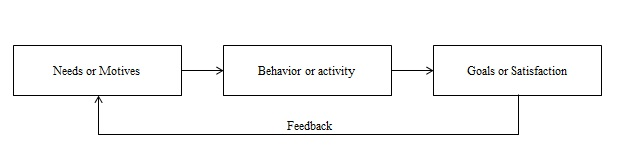 Needs or Motives
Behavior or activity
Goals or Satisfaction
Feedback